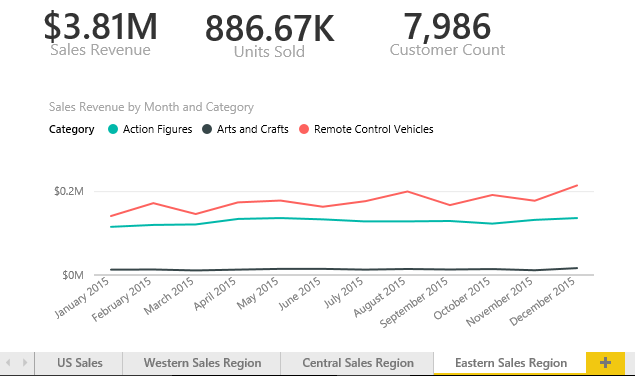 $3.81M 886.67K 7,986
Sales Revenue Units Sold Customer Count
Sales Revenue by Month and Category
Category Action Figures Arts and Crafts Remote Control Vehicles
$0.2M
$0M
January 2015 February 2015 March 2015 April 2015 May 2015 June 2015 July 2015 August 2015 September 2015 October 2015 November 2015 December 2015
US Sales Western Sales Region Central Sales Region Eastern Sales Region +